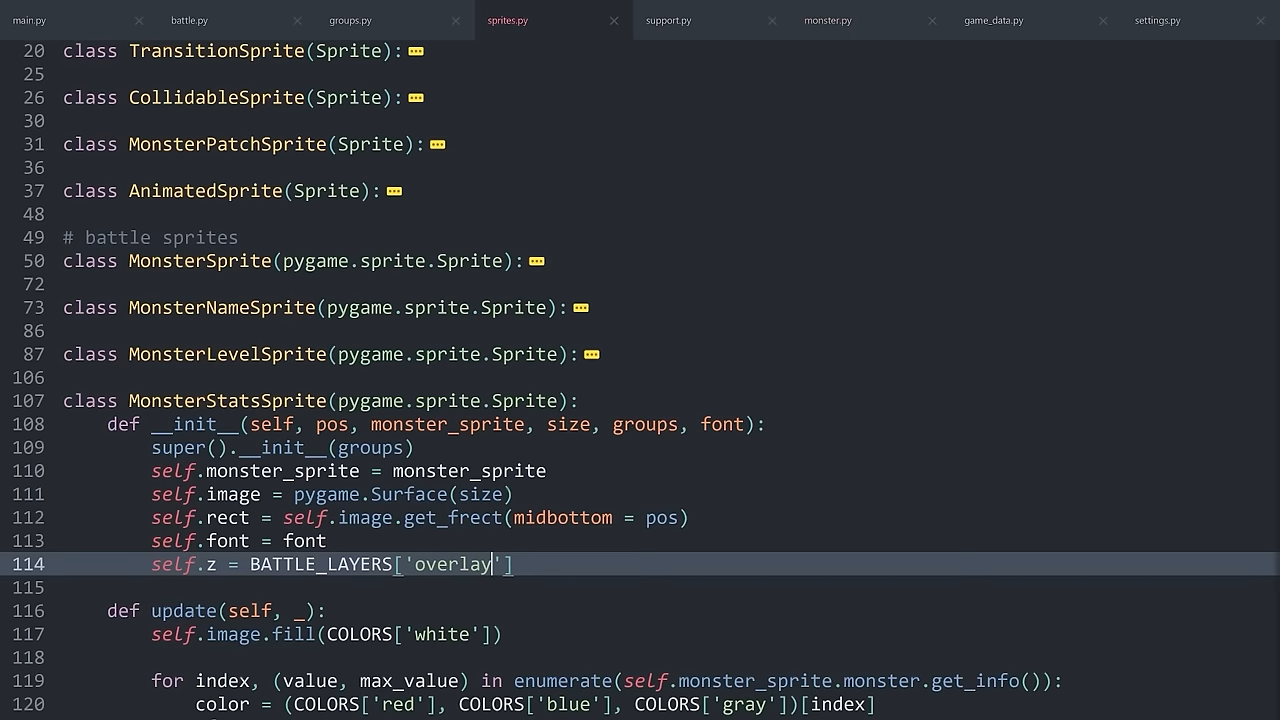 main.py battle.py groups.py sprites.py support.py monster.py game_data.py settings.py
20 class TransitionSprite(Sprite):
25
26 class CollidableSprite(Sprite):
30
31 class MonsterPatchSprite(Sprite):
36
37 class AnimatedSprite(Sprite):
48
49 # battle sprites
50 class MonsterSprite(pygame.sprite.Sprite):
72
73 class MonsterNameSprite(pygame.sprite.Sprite):
86
87 class MonsterLevelSprite(pygame.sprite.Sprite):
106
107 class MonsterStatsSprite(pygame.sprite.Sprite):
108 def __init__(self, pos, monster_sprite, size, groups, font):
109 super().__init__(groups)
110 self.monster_sprite = monster_sprite
111 self.image = pygame.Surface(size)
112 self.rect = self.image.get_frect(midbottom = pos)
113 self.font = font
114 self.z = BATTLE_LAYERS['overlay']
115
116 def update(self, _):
117 self.image.fill(COLORS['white'])
118
119 for index, (value, max_value) in enumerate(self.monster_sprite.monster.get_info()):
120 color = (COLORS['red'], COLORS['blue'], COLORS['gray'])[index]